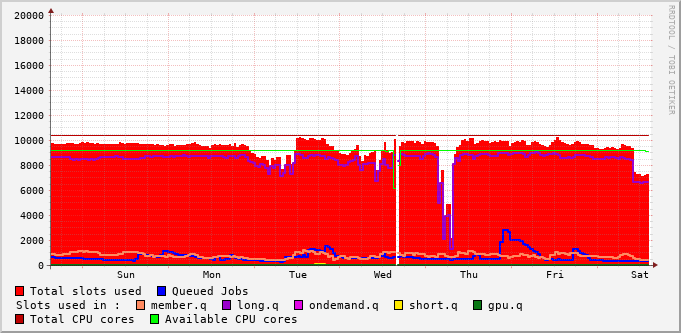 20000
18000
16000
14000
12000
10000
8000
6000
4000
2000
0
Sun Mon Tue Wed Thu Fri Sat
Total slots used Queued Jobs
Slots used in : member.q long.q ondemand.q short.q gpu.q
Total CPU cores Available CPU cores
RRDTOOL / TOBI OETIKER